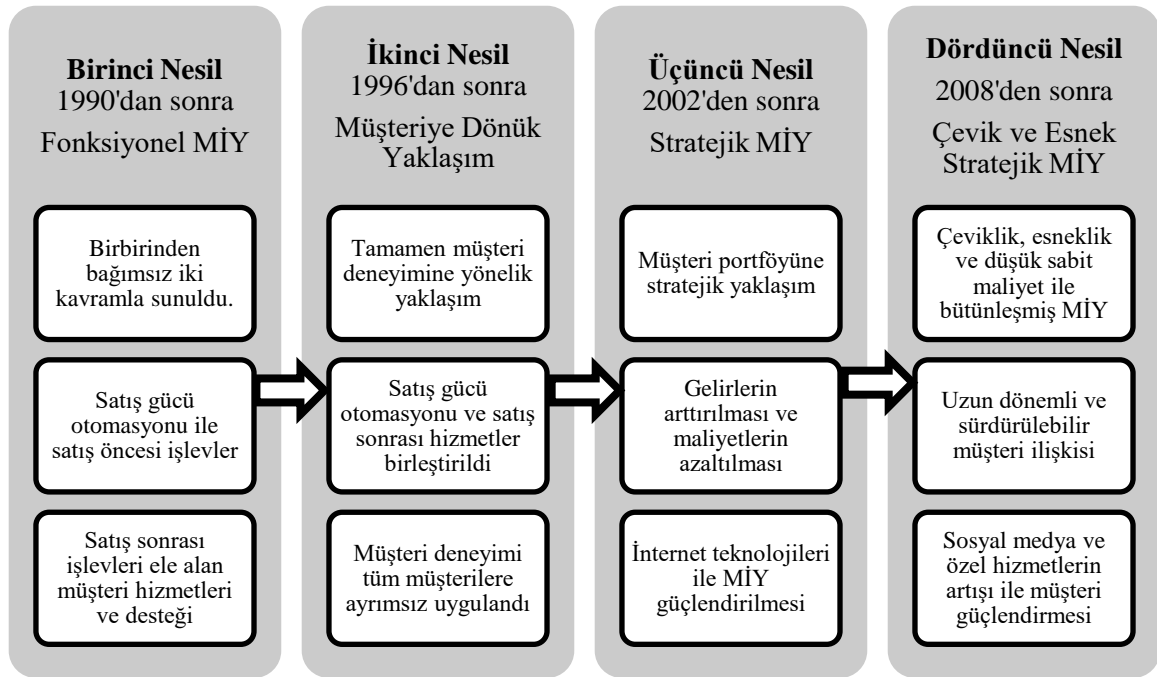 Birinci Nesil
1990'dan sonra
Fonksiyonel MİY
Birbirinden
bağımsız iki
kavramla sunuldu.
Satış gücü
otomasyonu ile
satış öncesi işlevler
Satış sonrası
işlevleri ele alan
müşteri hizmetleri
ve desteği
İkinci Nesil
1996'dan sonra
Müşteriye Dönük
Yaklaşım
Tamamen müşteri
deneyimine yönelik
yaklaşım
Satış gücü
otomasyonu ve satış
sonrası hizmetler
birleştirildi
Müşteri deneyimi
tüm müşterilere
ayrımsız uygulandı
Üçüncü Nesil
2002'den sonra
Stratejik MİY
Müşteri portföyüne
stratejik yaklaşım
Gelirlerin
arttırılması ve
maliyetlerin
azaltılması
İnternet teknolojileri
ile MİY
güçlendirilmesi
Dördüncü Nesil
2008'den sonra
Çevik ve Esnek
Stratejik MİY
Çeviklik, esneklik
ve düşük sabit
maliyet ile
bütünleşmiş MİY
Uzun dönemli ve
sürdürülebilir
müşteri ilişkisi
Sosyal medya ve
özel hizmetlerin
artışı ile müşteri
güçlendirmesi